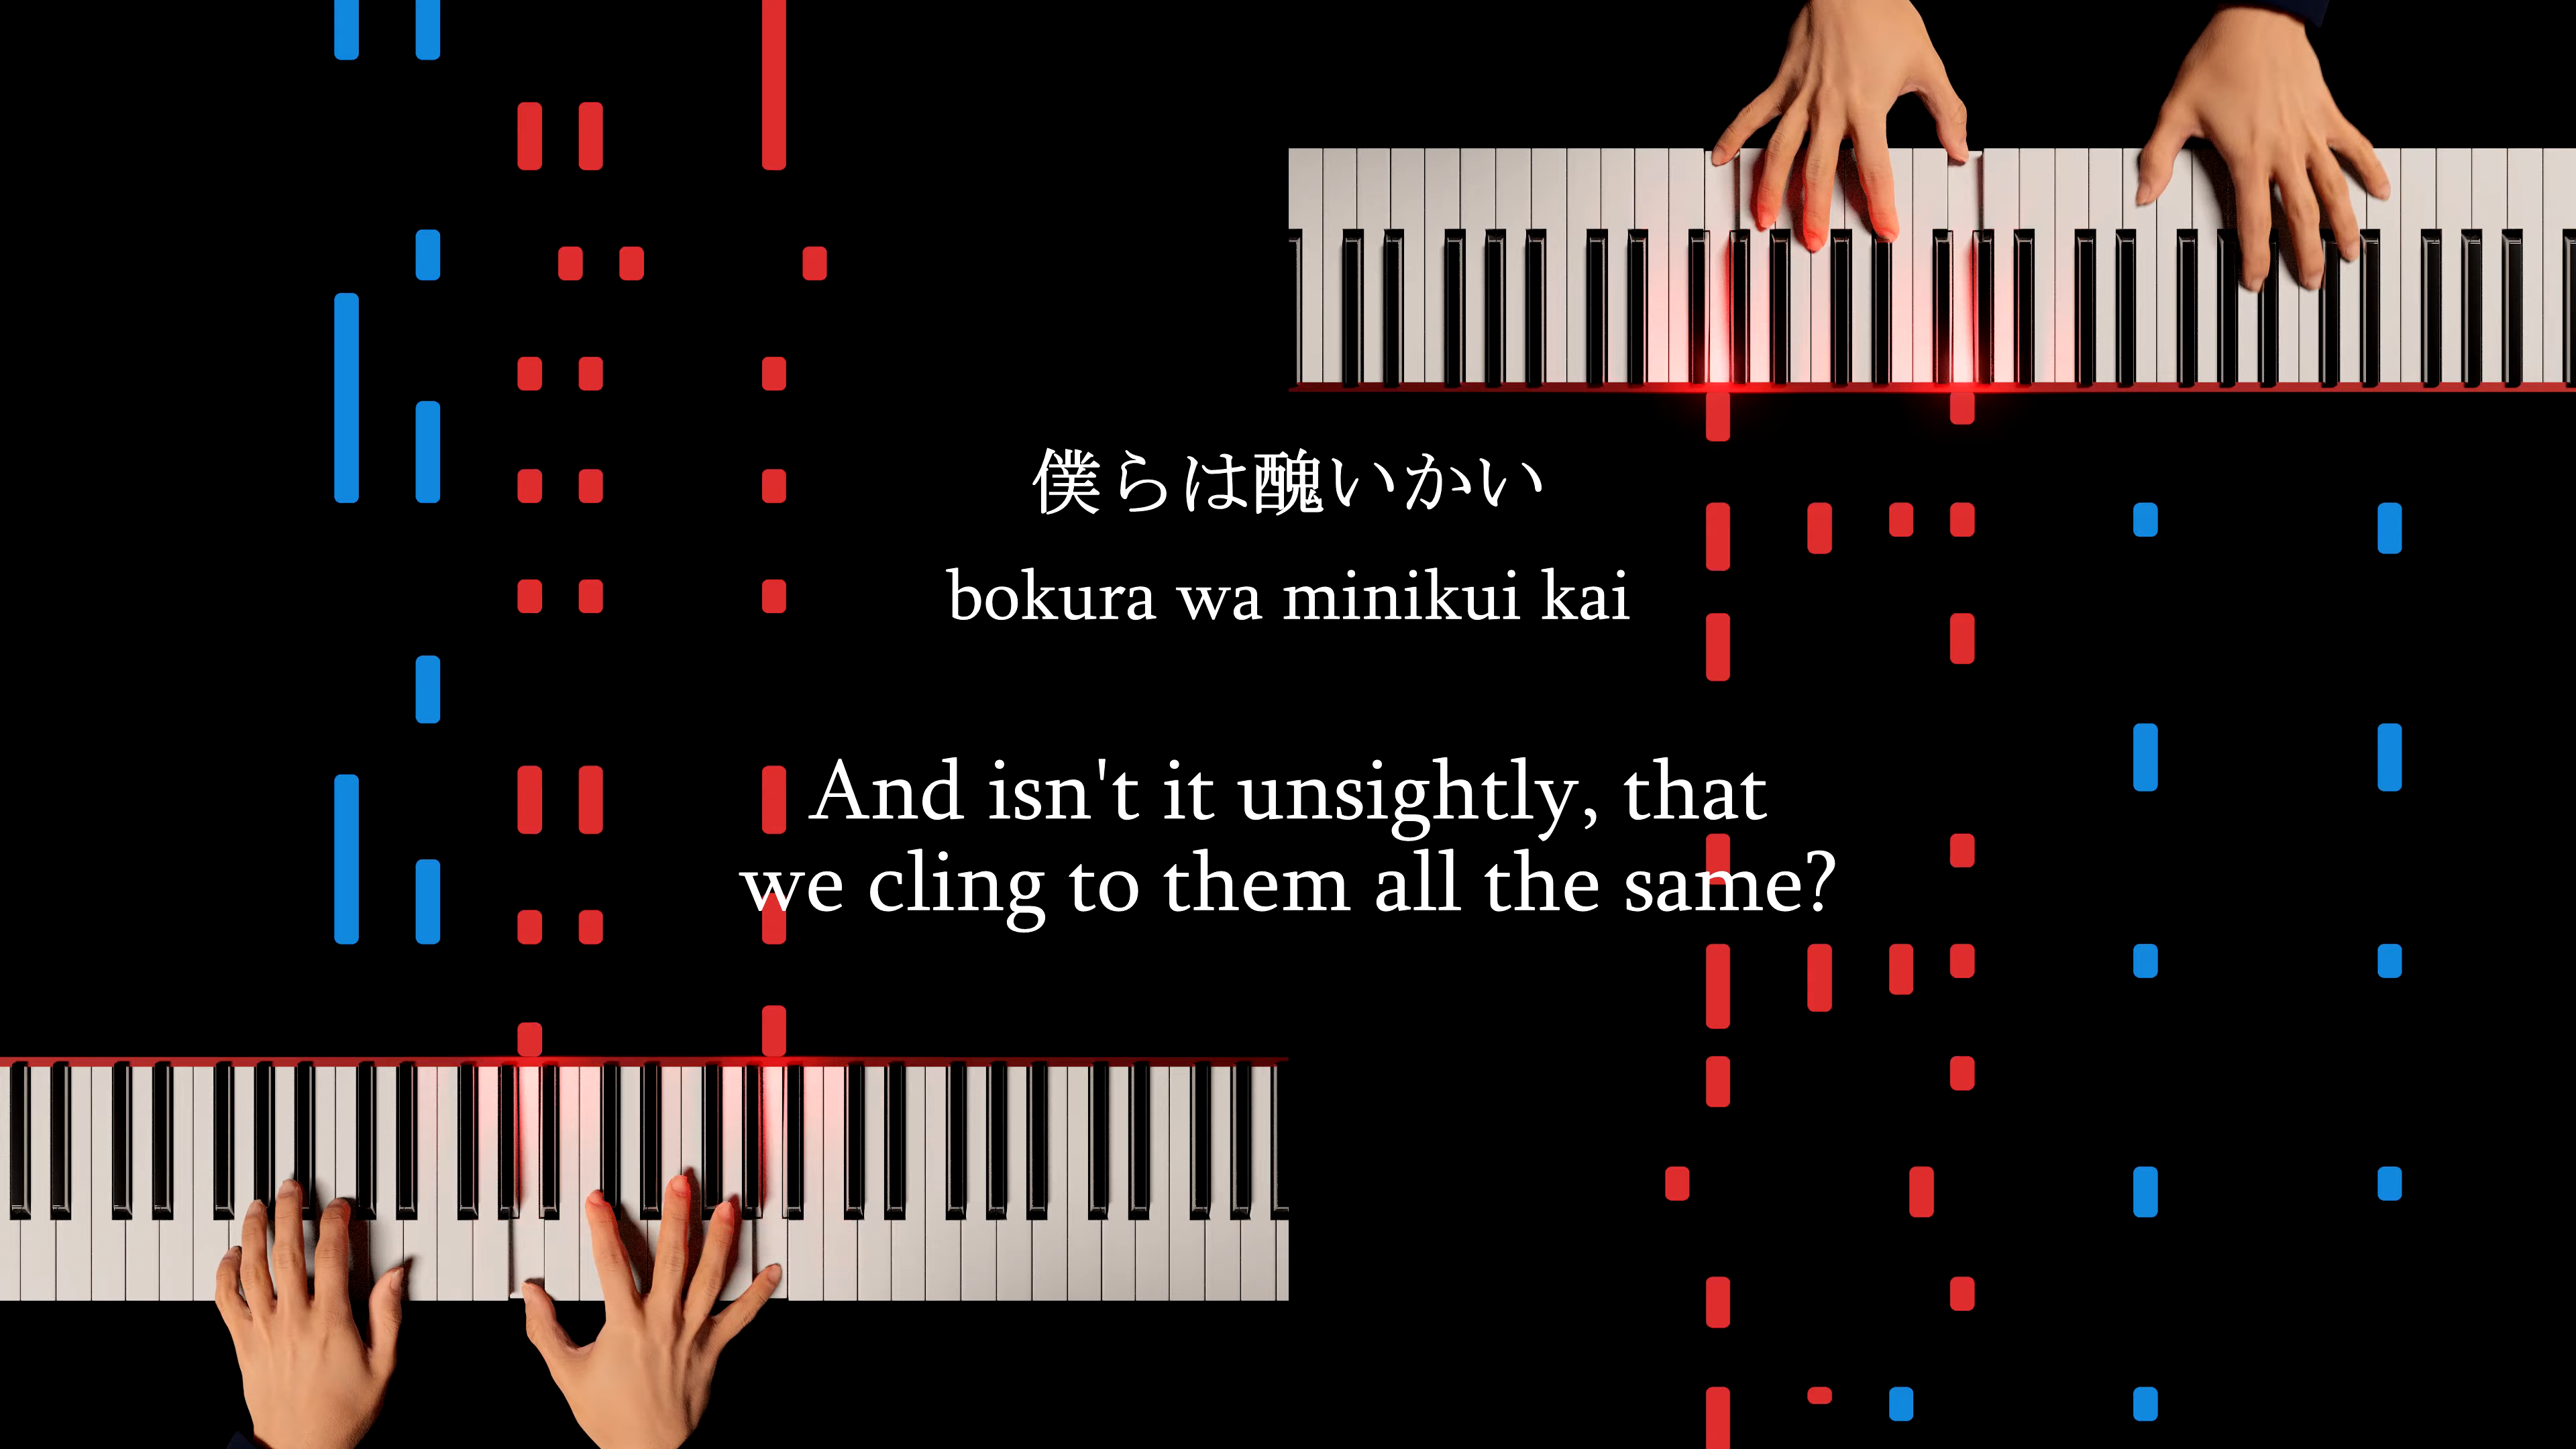 僕らは醜いかい
bokura wa minikui kai
And isn't it unsightly, that
we cling to them all the same?